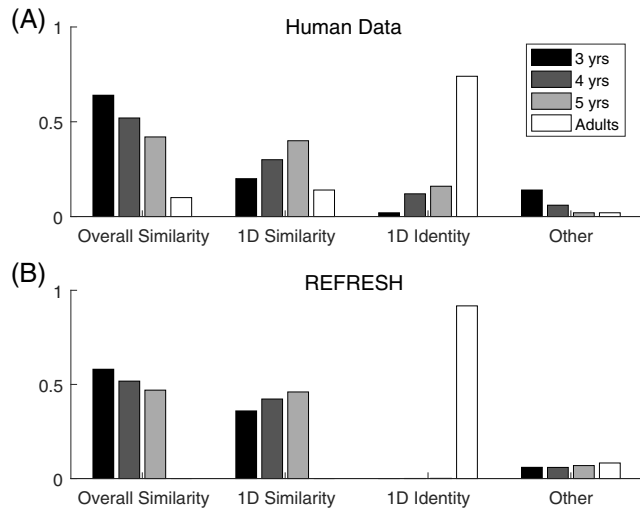 (A)
Human Data
1
0.5
0
3 yrs
4 yrs
5 yrs
Adults
Overall Similarity 1D Similarity 1D Identity Other
(B)
REFRESH
1
0.5
0
Overall Similarity 1D Similarity 1D Identity Other